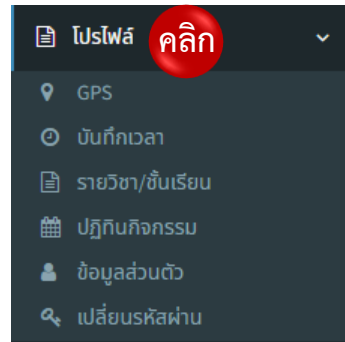 โปรไฟล์ คลิก
GPS
บันทึกเวลา
รายวิชา/ชั้นเรียน
ปฏิทินกิจกรรม
ข้อมูลส่วนตัว
เปลี่ยนรหัสผ่าน